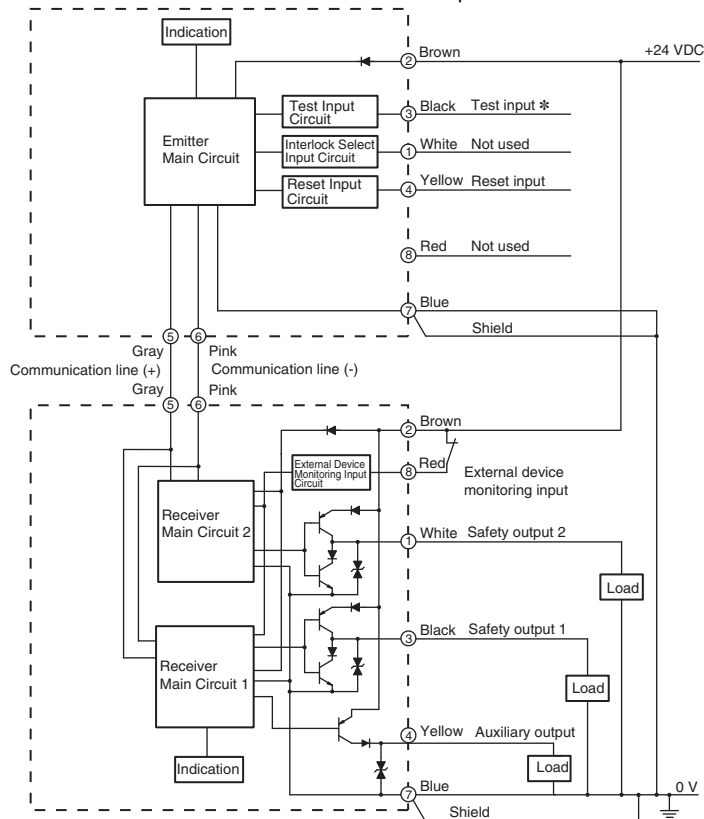 Indication
2 Brown
+24 VDC
Test Input
Circuit
3 Black Test input *
Emitter
Main Circuit
Interlock Select
Input Circuit
1 White Not used
Reset Input
Circuit
4 Yellow Reset input
8 Red Not used
7 Blue
Shield
5 6
Gray Pink
Communication line (+) Communication line (-)
Gray Pink
5 6
2 Brown
External Device
Monitoring Input
Circuit
8 Red
External device
monitoring input
Receiver
Main Circuit 2
1 White Safety output 2
Load
3 Black Safety output 1
Receiver
Main Circuit 1
Load
4 Yellow Auxiliary output
Indication
Load
7 Blue
0 V
Shield